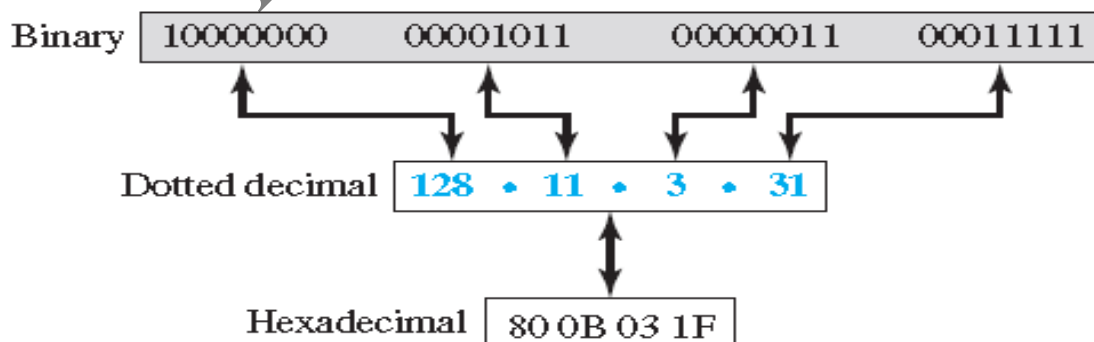 Binary 10000000 00001011 00000011 00011111
Dotted decimal 128 • 11 • 3 • 31
Hexadecimal 80 0B 03 1F